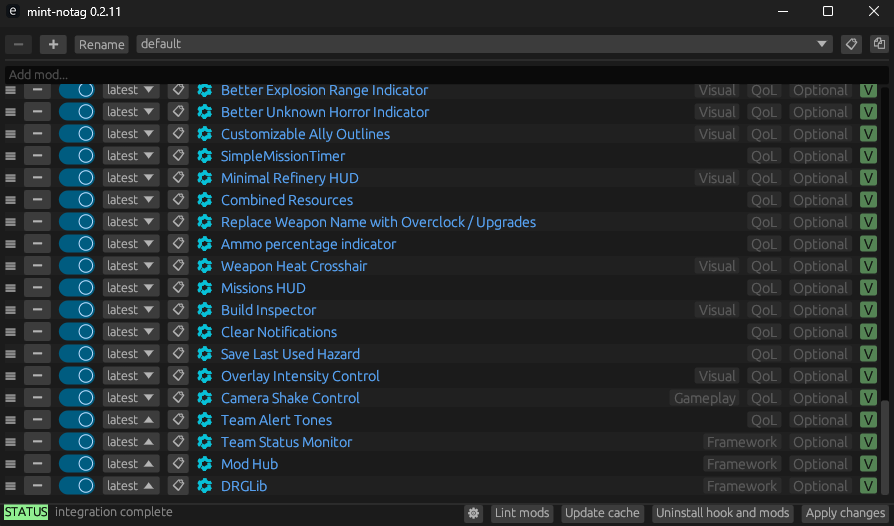 e mint-notag 0.2.11
Rename default
Add mod...
latest Better Explosion Range Indicator Visual QoL Optional V
latest Better Unknown Horror Indicator Visual QoL Optional V
latest Customizable Ally Outlines Visual QoL Optional V
latest SimpleMissionTimer QoL Optional V
latest Minimal Refinery HUD Visual QoL Optional V
latest Combined Resources QoL Optional V
latest Replace Weapon Name with Overclock / Upgrades QoL Optional V
latest Ammo percentage indicator QoL Optional V
latest Weapon Heat Crosshair Visual QoL Optional V
latest Missions HUD QoL Optional V
latest Build Inspector Visual QoL Optional V
latest Clear Notifications QoL Optional V
latest Save Last Used Hazard QoL Optional V
latest Overlay Intensity Control Visual QoL Optional V
latest Camera Shake Control Gameplay QoL Optional V
latest Team Alert Tones QoL Optional V
latest Team Status Monitor Framework Optional V
latest Mod Hub Framework Optional V
latest DRGLib Framework Optional V
STATUS integration complete Lint mods Update cache Uninstall hook and mods Apply changes